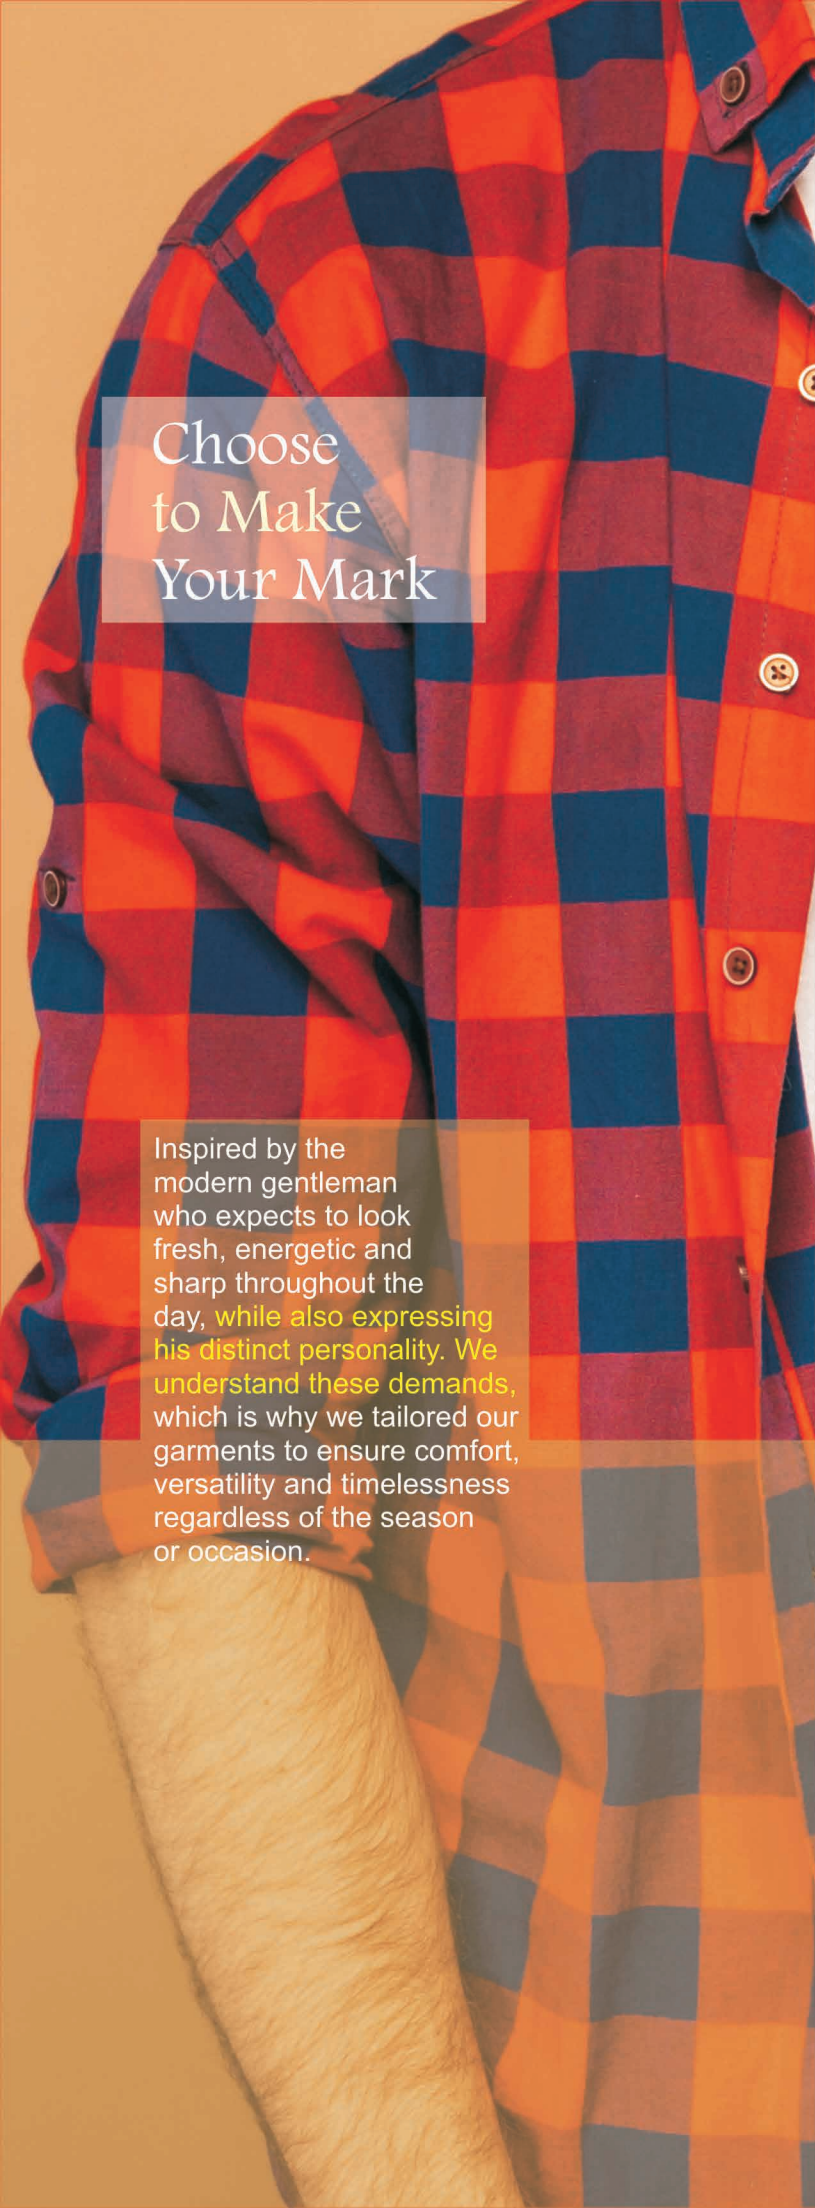 Choose
to Make
Your Mark
Inspired by the
modern gentleman
who expects to look
fresh, energetic and
sharp throughout the
day, while also expressing
his distinct personality. We
understand these demands,
which is why we tailored our
garments to ensure comfort,
versatility and timelessness
regardless of the season
or occasion.